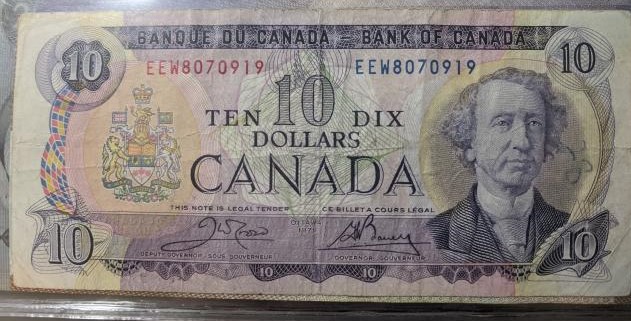 BANQUE DU CANADA – BANK OF CANADA
10 10
EEW8070919 EEW8070919
TEN 10 DIX
DOLLARS
CANADA
THIS NOTE IS LEGAL TENDER CE BILLET A COURS LÉGAL
OTTAWA
1971
DEPUTY GOVERNOR - SOUS-GOUVERNEUR GOVERNOR - GOUVERNEUR
10 10 10 10